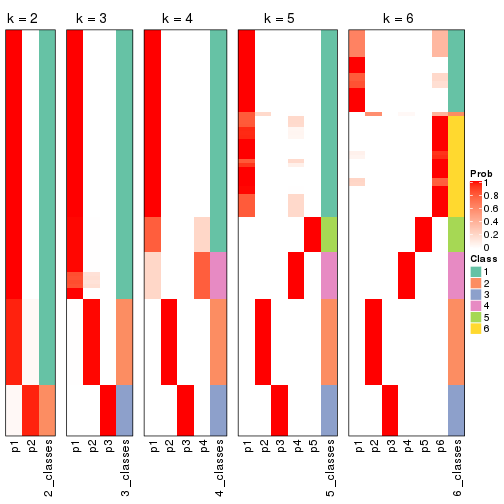 k = 2
k = 3
k = 4
k = 5
k = 6
Prob
1
0.8
0.6
0.4
0.2
0
Class
1
2
3
4
5
6
p1
p2
2_classes
p1
p2
p3
3_classes
p1
p2
p3
p4
4_classes
p1
p2
p3
p4
p5
5_classes
p1
p2
p3
p4
p5
p6
6_classes